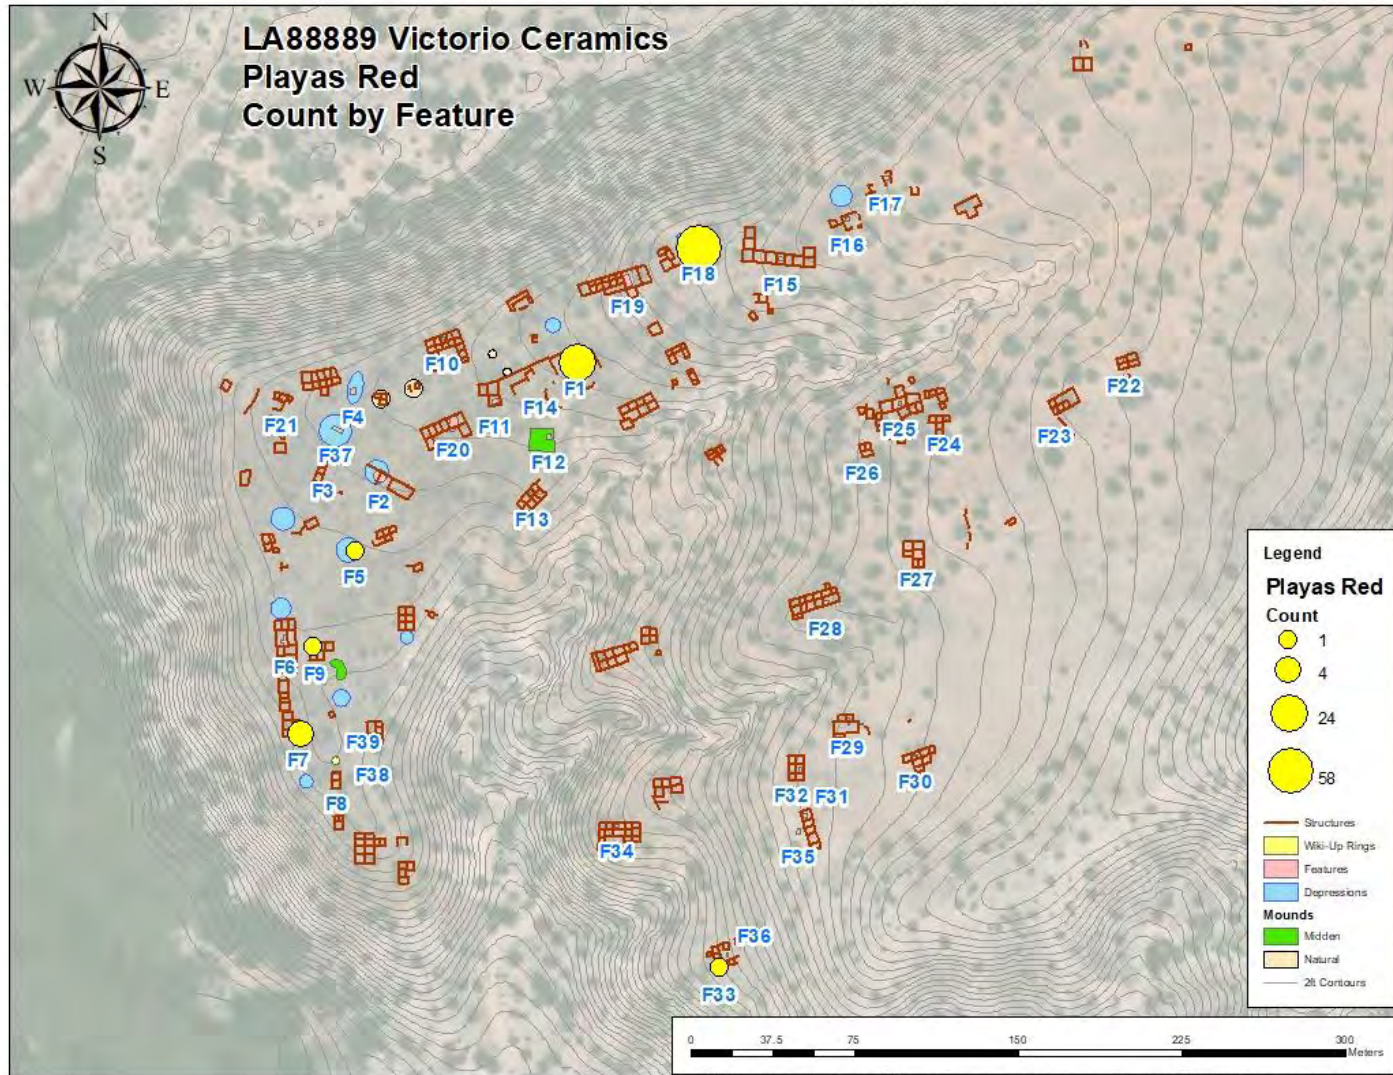 N
W E
S
LA88889 Victorio Ceramics
Playas Red
Count by Feature
F17
F16
F18
F15
F19
F10
F1
F22
F14
F11
F21
F4
F37
F20
F12
F25
F24
F23
F26
F3
F2
F13
F5
F27
F28
F6
F9
F39
F7
F38
F8
F29
F30
F32
F31
F34
F35
F36
F33
Legend
Playas Red
Count
1
4
24
58
Structures
Wiki-Up Rings
Features
Depressions
Mounds
Midden
Natural
2ft Contours
0 37.5 75 150 225 300
Meters